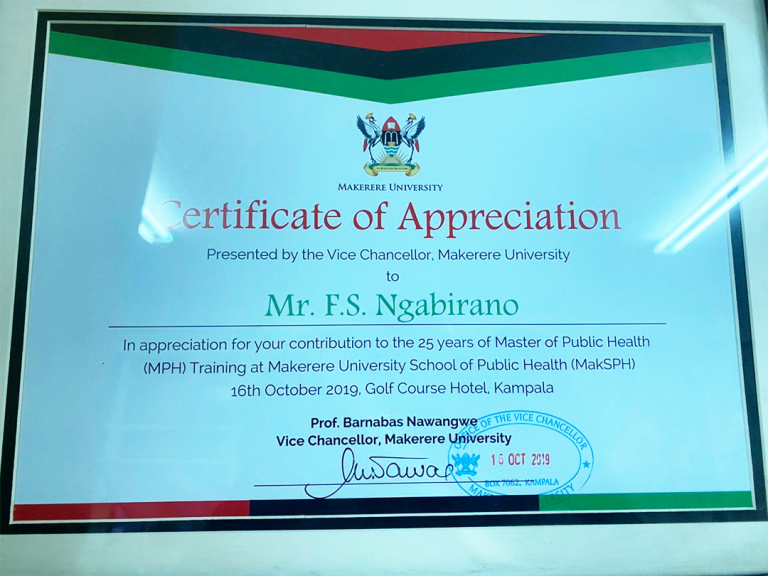 MAKERERE UNIVERSITY
Certificate of Appreciation
Presented by the Vice Chancellor, Makerere University
to
Mr. F.S. Ngabirano
In appreciation for your contribution to the 25 years of Master of Public Health
(MPH) Training at Makerere University School of Public Health (MakSPH)
16th October 2019, Golf Course Hotel, Kampala
Prof. Barnabas Nawangwe
Vice Chancellor, Makerere University
OFFICE OF THE VICE CHANCELLOR
16 OCT 2019
BOX 7062, KAMPALA